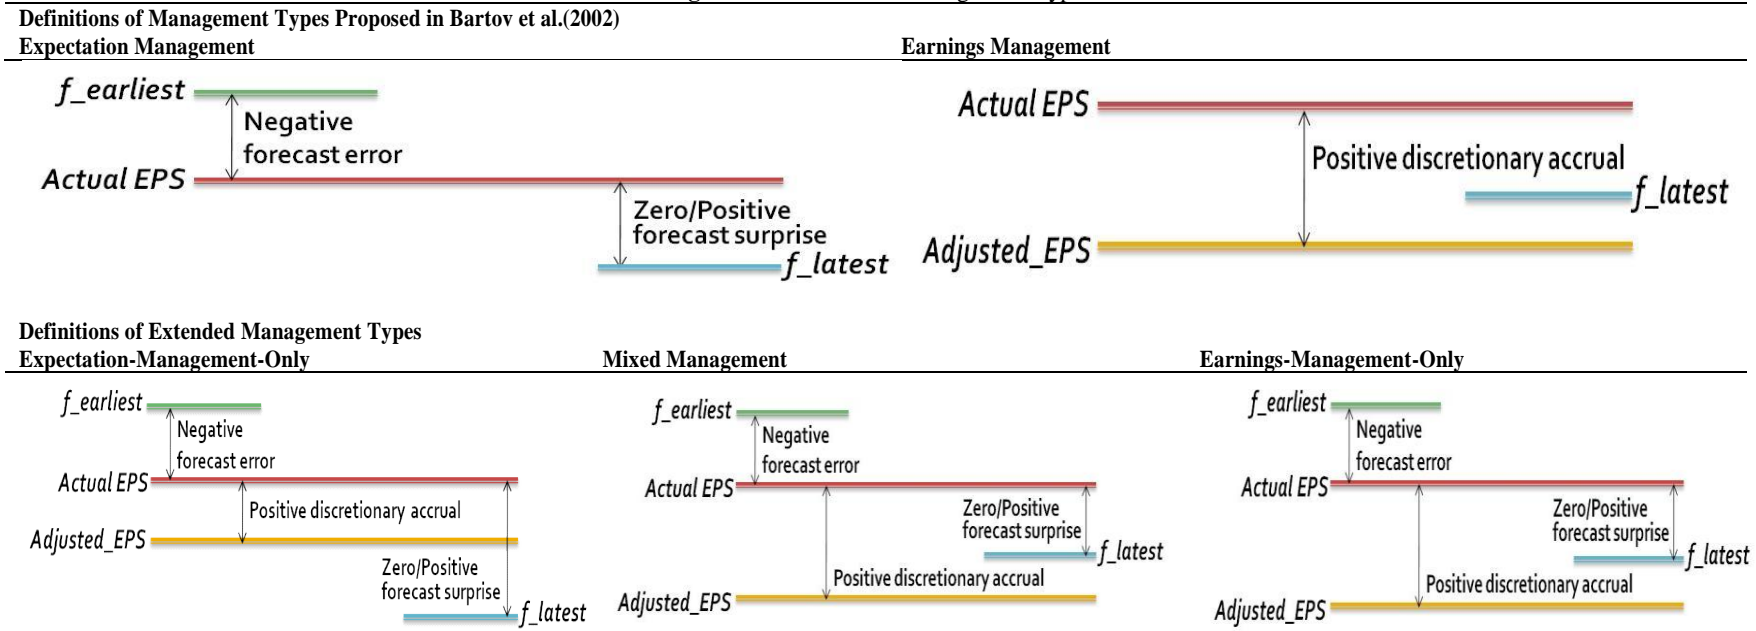 Definitions of Management Types Proposed in Bartov et al.(2002)
Expectation Management
Earnings Management
f_earliest
Negative
forecast error
Actual EPS
Zero/Positive
forecast surprise
f_latest
Actual EPS
Positive discretionary accrual
f_latest
Adjusted_EPS
Definitions of Extended Management Types
Expectation-Management-Only
Mixed Management
Earnings-Management-Only
f_earliest
Negative
forecast error
Actual EPS
Positive discretionary accrual
Adjusted_EPS
Zero/Positive
forecast surprise
f_latest
f_earliest
Negative
forecast error
Actual EPS
Zero/Positive
forecast surprise
f_latest
Positive discretionary accrual
Adjusted_EPS
f_earliest
Negative
forecast error
Actual EPS
Zero/Positive
forecast surprise
f_latest
Positive discretionary accrual
Adjusted_EPS